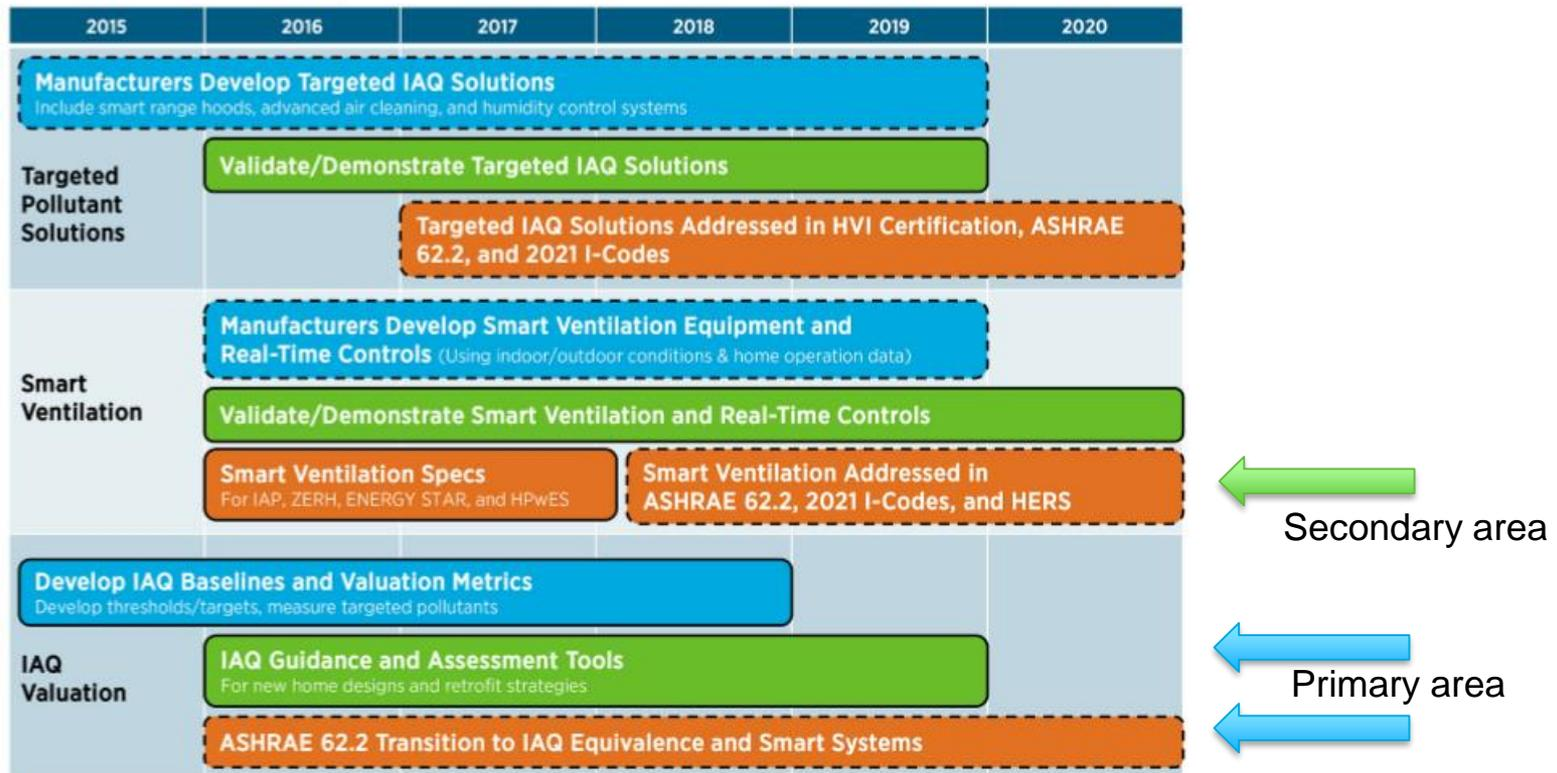 2015 2016 2017 2018 2019 2020
Manufacturers Develop Targeted IAQ Solutions
Include smart range hoods, advanced air cleaning, and humidity control systems
Targeted
Pollutant
Solutions
Validate/Demonstrate Targeted IAQ Solutions
Targeted IAQ Solutions Addressed in HVI Certification, ASHRAE
62.2, and 2021 I-Codes
Manufacturers Develop Smart Ventilation Equipment and
Real-Time Controls (Using indoor/outdoor conditions & home operation data)
Smart
Ventilation
Validate/Demonstrate Smart Ventilation and Real-Time Controls
Smart Ventilation Specs
For IAP, ZERH, ENERGY STAR, and HPwES
Smart Ventilation Addressed in
ASHRAE 62.2, 2021 I-Codes, and HERS
Secondary area
Develop IAQ Baselines and Valuation Metrics
Develop thresholds/targets, measure targeted pollutants
IAQ
Valuation
IAQ Guidance and Assessment Tools
For new home designs and retrofit strategies
Primary area
ASHRAE 62.2 Transition to IAQ Equivalence and Smart Systems